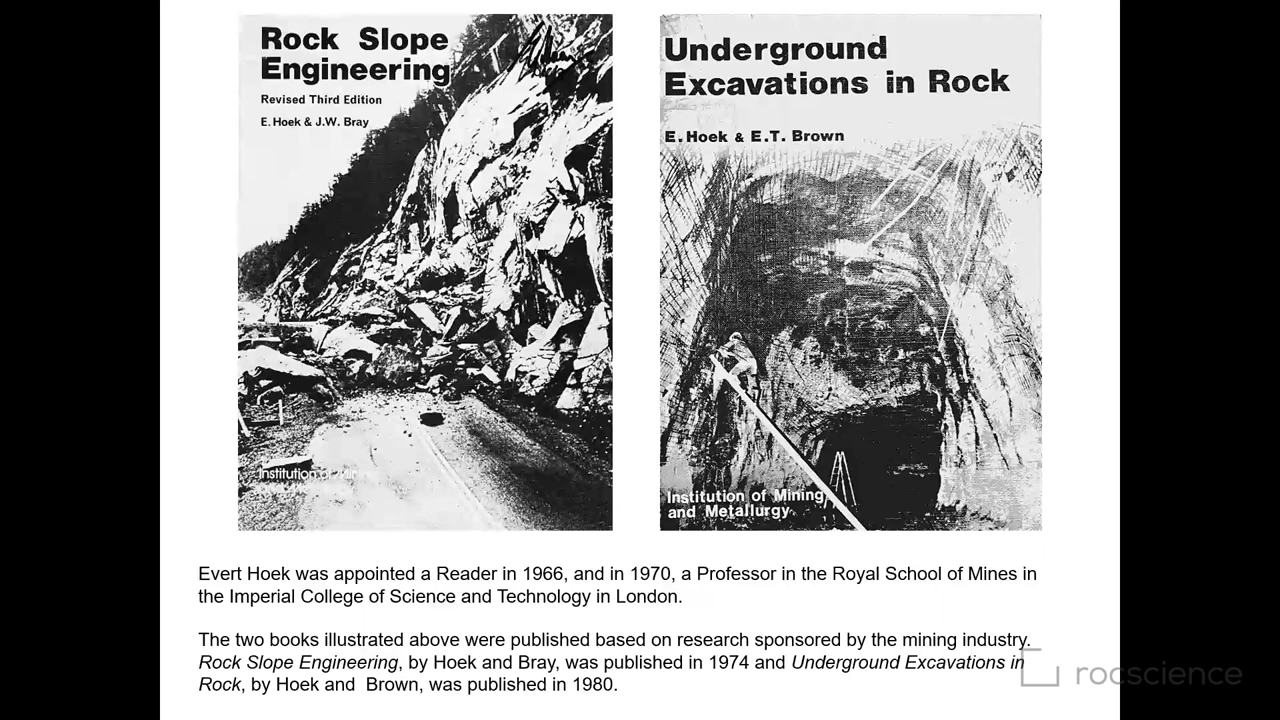 Rock Slope
Engineering
Revised Third Edition
E. Hoek & J.W. Bray
Institution of Mining
Underground
Excavations in Rock
E. Hoek & E.T. Brown
Institution of Mining
and Metallurgy
Evert Hoek was appointed a Reader in 1966, and in 1970, a Professor in the Royal School of Mines in
the Imperial College of Science and Technology in London.
The two books illustrated above were published based on research sponsored by the mining industry.
Rock Slope Engineering, by Hoek and Bray, was published in 1974 and Underground Excavations in
Rock, by Hoek and  Brown, was published in 1980.
rocscience